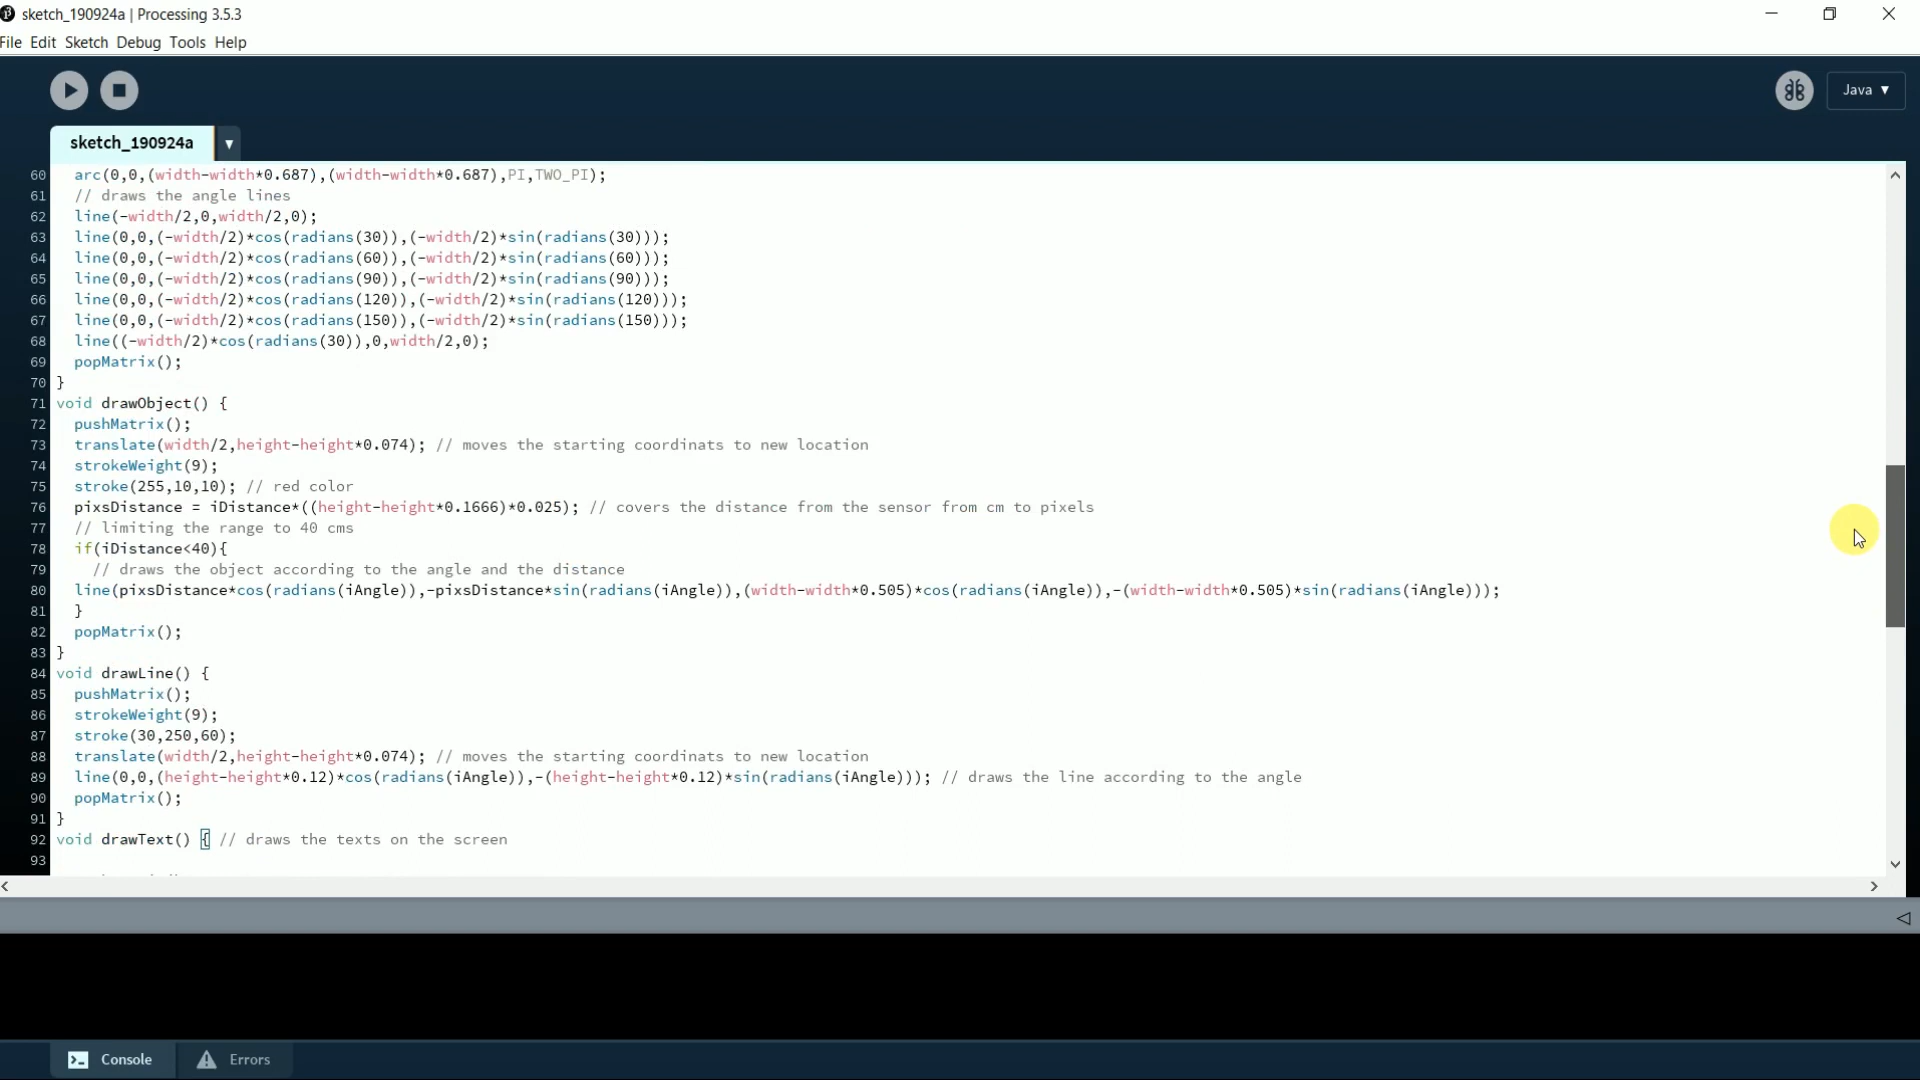 sketch_190924a | Processing 3.5.3
File Edit Sketch Debug Tools Help
Java ▼
sketch_190924a ▼
60 arc(0,0,(width-width*0.687),(width-width*0.687),PI,TWO_PI);
61 // draws the angle lines
62 line(-width/2,0,width/2,0);
63 line(0,0,(-width/2)*cos(radians(30)),(-width/2)*sin(radians(30)));
64 line(0,0,(-width/2)*cos(radians(60)),(-width/2)*sin(radians(60)));
65 line(0,0,(-width/2)*cos(radians(90)),(-width/2)*sin(radians(90)));
66 line(0,0,(-width/2)*cos(radians(120)),(-width/2)*sin(radians(120)));
67 line(0,0,(-width/2)*cos(radians(150)),(-width/2)*sin(radians(150)));
68 line((-width/2)*cos(radians(30)),0,width/2,0);
69 popMatrix();
70 }
71 void drawObject() {
72 pushMatrix();
73 translate(width/2,height-height*0.074); // moves the starting coordinats to new location
74 strokeWeight(9);
75 stroke(255,10,10); // red color
76 pixsDistance = iDistance*((height-height*0.1666)*0.025); // covers the distance from the sensor from cm to pixels
77 // limiting the range to 40 cms
78 if(iDistance<40){
79 // draws the object according to the angle and the distance
80 line(pixsDistance*cos(radians(iAngle)),-pixsDistance*sin(radians(iAngle)),(width-width*0.505)*cos(radians(iAngle)),-(width-width*0.505)*sin(radians(iAngle)));
81 }
82 popMatrix();
83 }
84 void drawLine() {
85 pushMatrix();
86 strokeWeight(9);
87 stroke(30,250,60);
88 translate(width/2,height-height*0.074); // moves the starting coordinats to new location
89 line(0,0,(height-height*0.12)*cos(radians(iAngle)),-(height-height*0.12)*sin(radians(iAngle))); // draws the line according to the angle
90 popMatrix();
91 }
92 void drawText() { // draws the texts on the screen
93
Console Errors